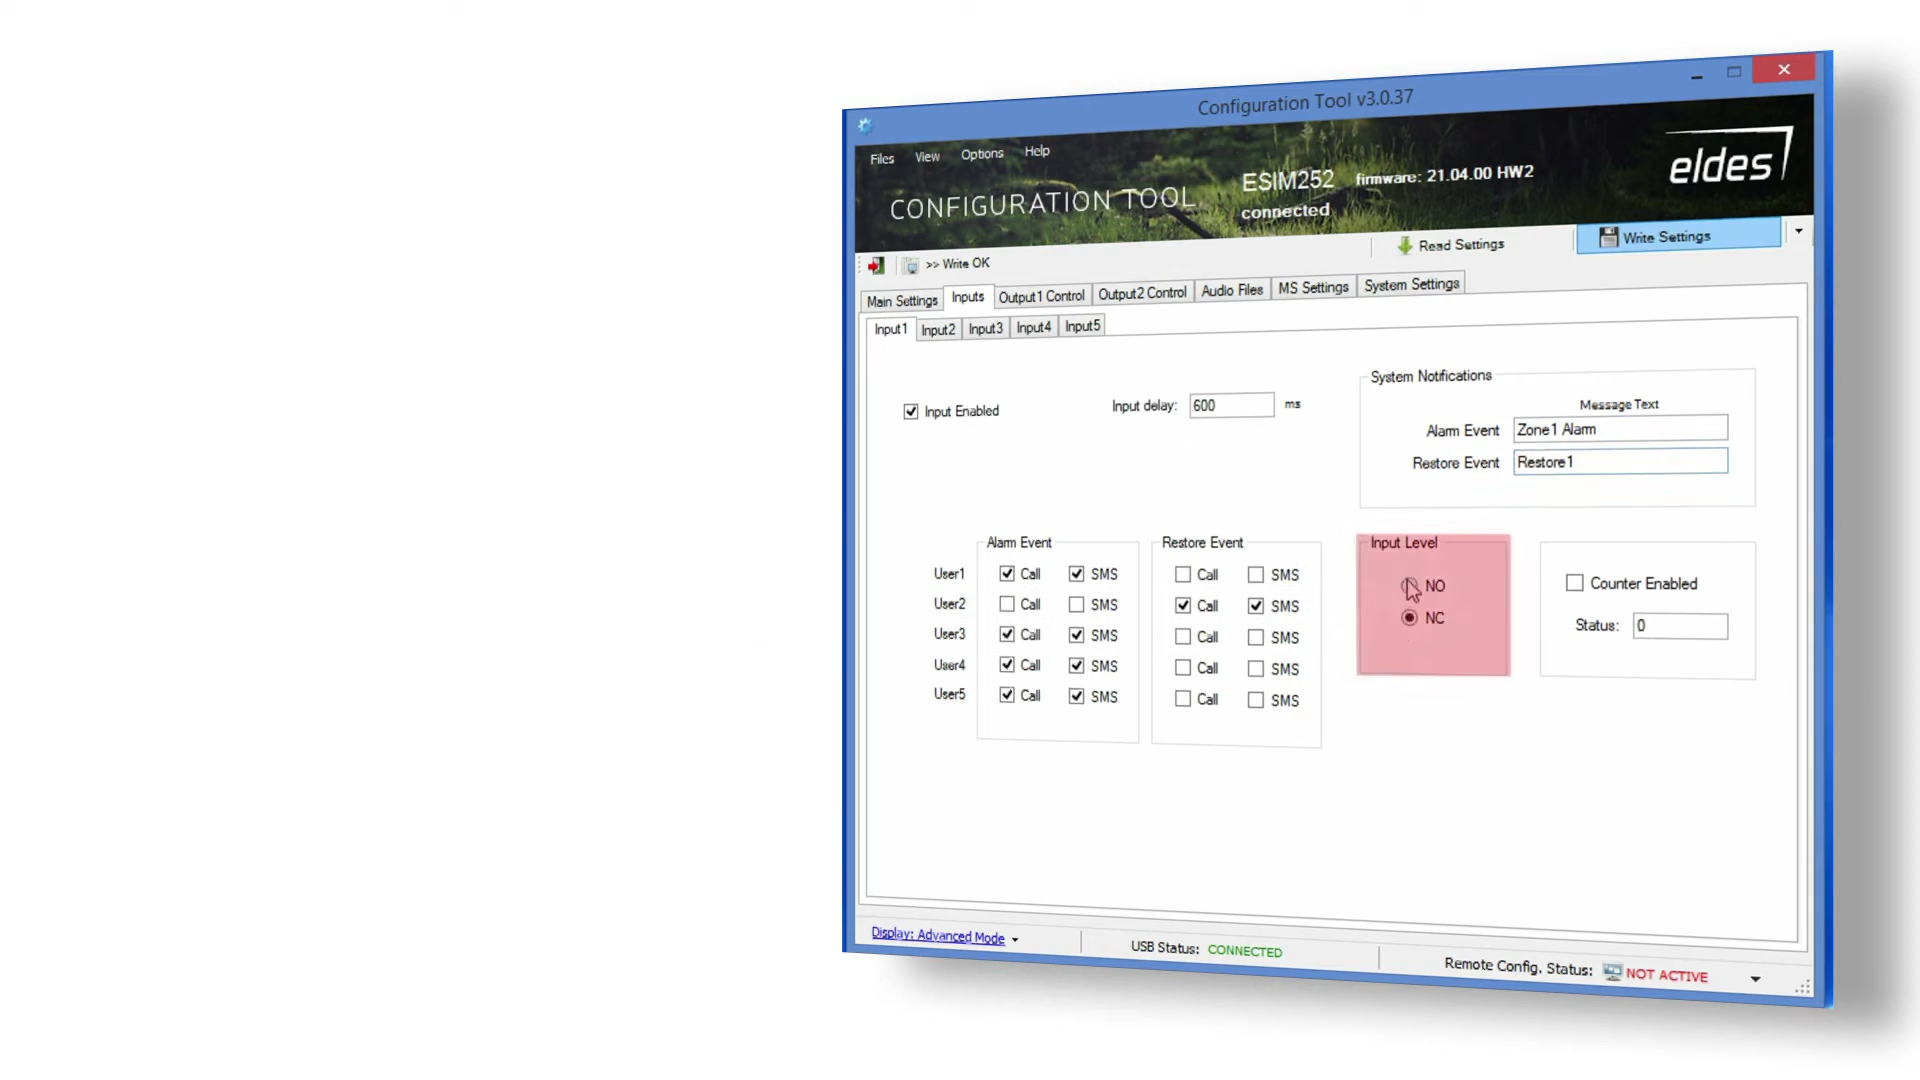 Configuration Tool v3.0.37
Files View Options Help
eldes
CONFIGURATION TOOL
ESIM252 firmware: 21.04.00 HW2
connected
>> Write OK
Read Settings
Write Settings
Main Settings Inputs Output1 Control Output2 Control Audio Files MS Settings System Settings
Input1 Input2 Input3 Input4 Input5
Input Enabled
Input delay: 600 ms
System Notifications
Message Text
Alarm Event Zone1 Alarm
Restore Event Restore1
Alarm Event
Restore Event
User1 Call SMS Call SMS
User2 Call SMS Call SMS
User3 Call SMS Call SMS
User4 Call SMS Call SMS
User5 Call SMS Call SMS
Input Level
NO
NC
Counter Enabled
Status: 0
Display: Advanced Mode
USB Status: CONNECTED
Remote Config. Status: NOT ACTIVE